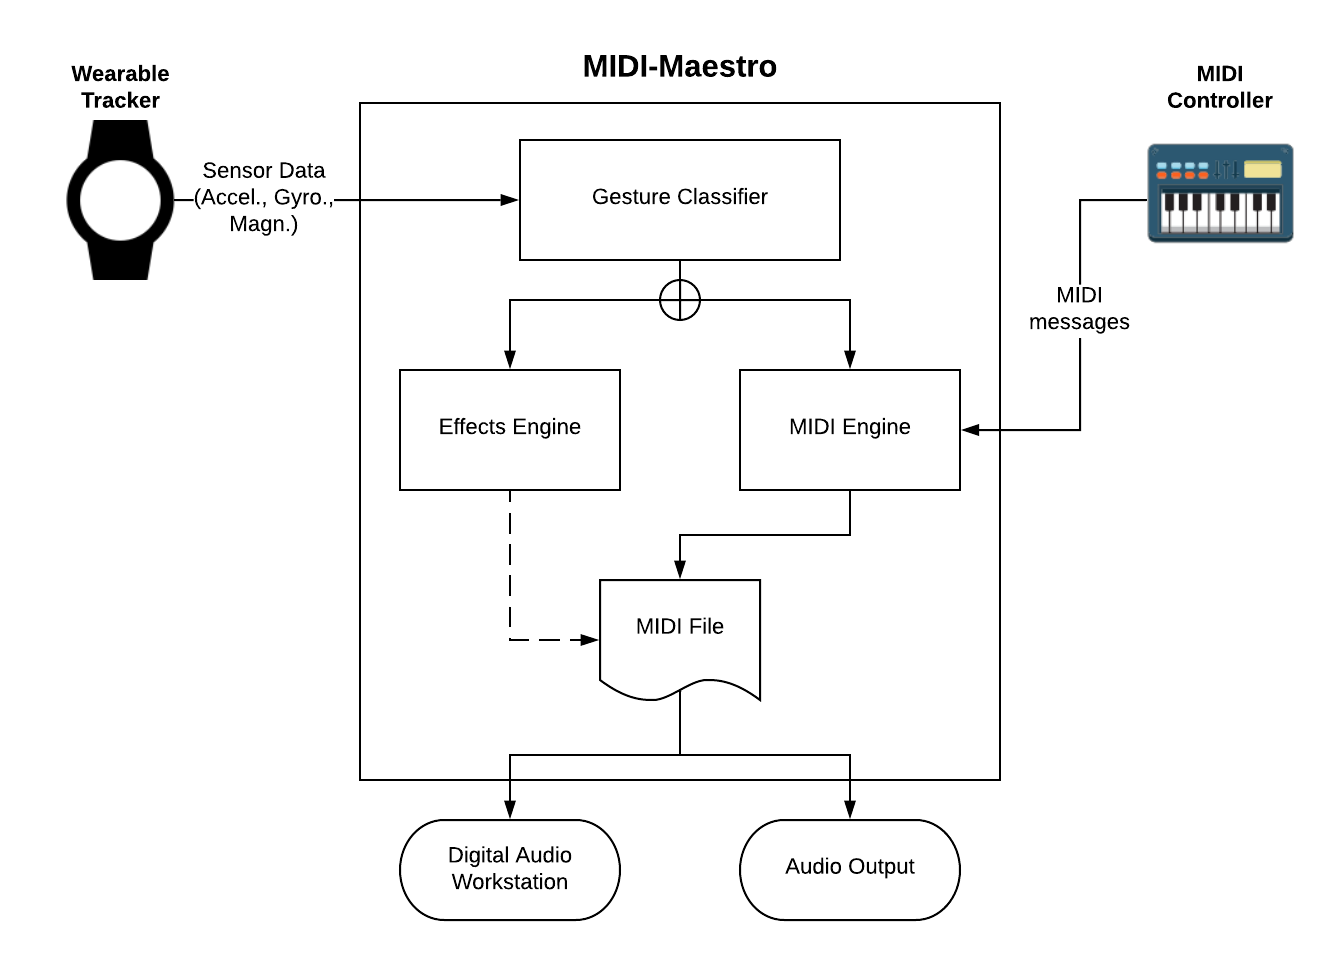 MIDI-Maestro
Wearable
Tracker
MIDI
Controller
Sensor Data
(Accel., Gyro.,
Magn.)
Gesture Classifier
MIDI
messages
Effects Engine
MIDI Engine
MIDI File
Digital Audio
Workstation
Audio Output